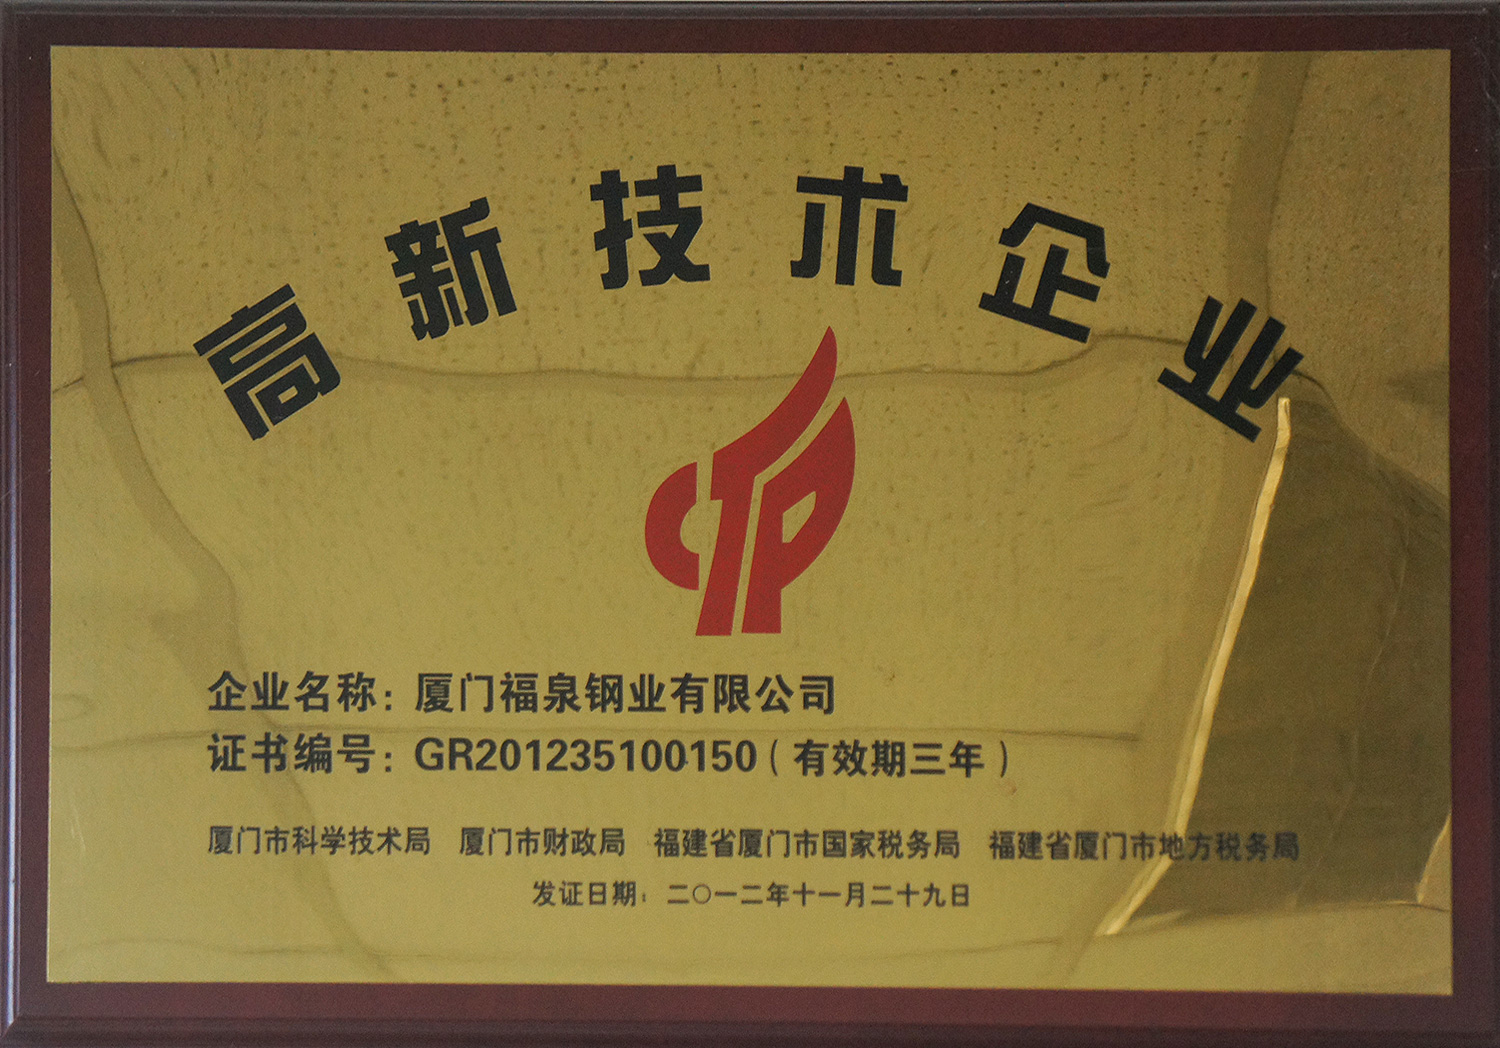 高新技术企业
企业名称：厦门福泉钢业有限公司
证书编号：GR201235100150（有效期三年）
厦门市科学技术局 厦门市财政局 福建省厦门市国家税务局 福建省厦门市地方税务局
发证日期：二〇一二年十一月二十九日